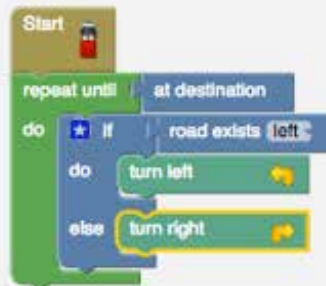 Start
repeat until at destination
do if road exists left
do turn left
else turn right